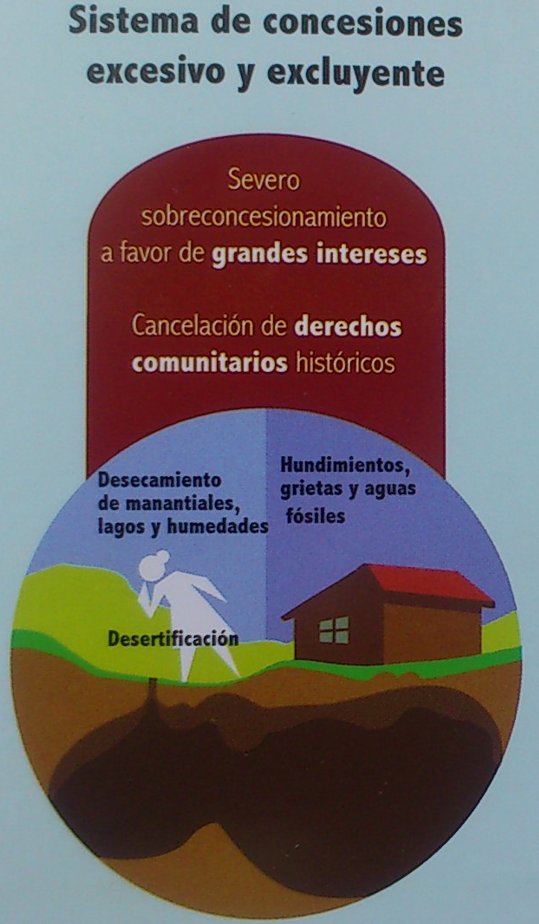 Sistema de concesiones
excesivo y excluyente
Severo
sobreconcesionamiento
a favor de grandes intereses
Cancelación de derechos
comunitarios históricos
Desecamiento
de manantiales,
lagos y humedades
Hundimientos,
grietas y aguas
fósiles
Desertificación